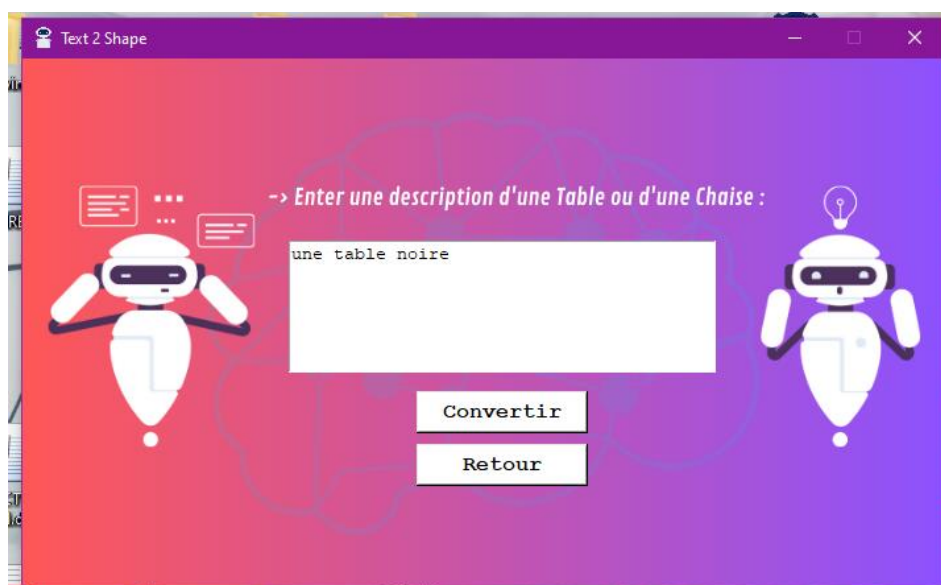 Text 2 Shape
-> Enter une description d'une Table ou d'une Chaise :
une table noire
Convertir
Retour